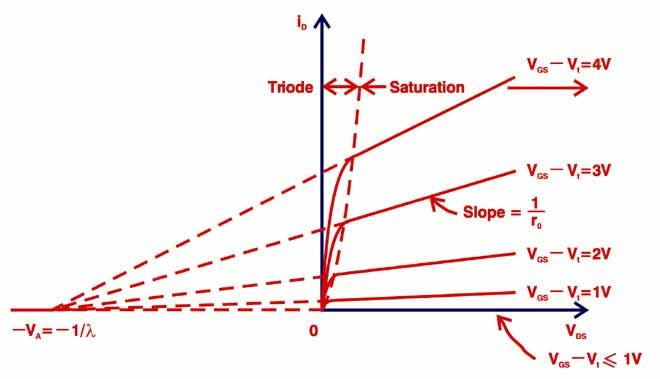 iD
VGS－Vt=4V
Triode
Saturation
VGS－Vt=3V
Slope = 1/r0
VGS－Vt=2V
VGS－Vt=1V
－VA=－1/λ
0
VDS
VGS－Vt⩽ 1V